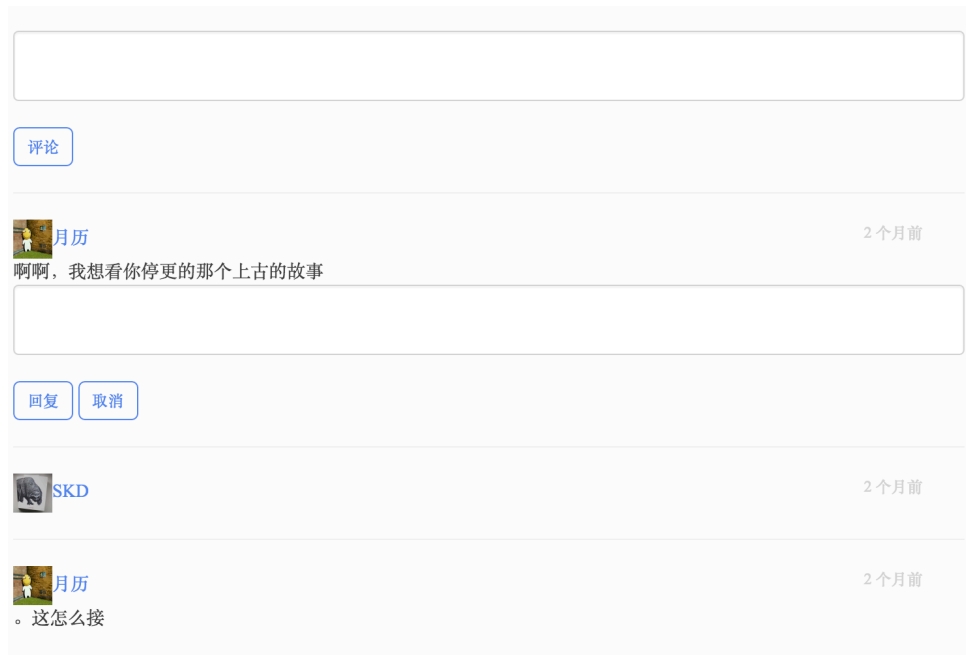 评论
月历
2 个月前
啊啊，我想看你停更的那个上古的故事
回复
取消
SKD
2 个月前
月历
2 个月前
。这怎么接